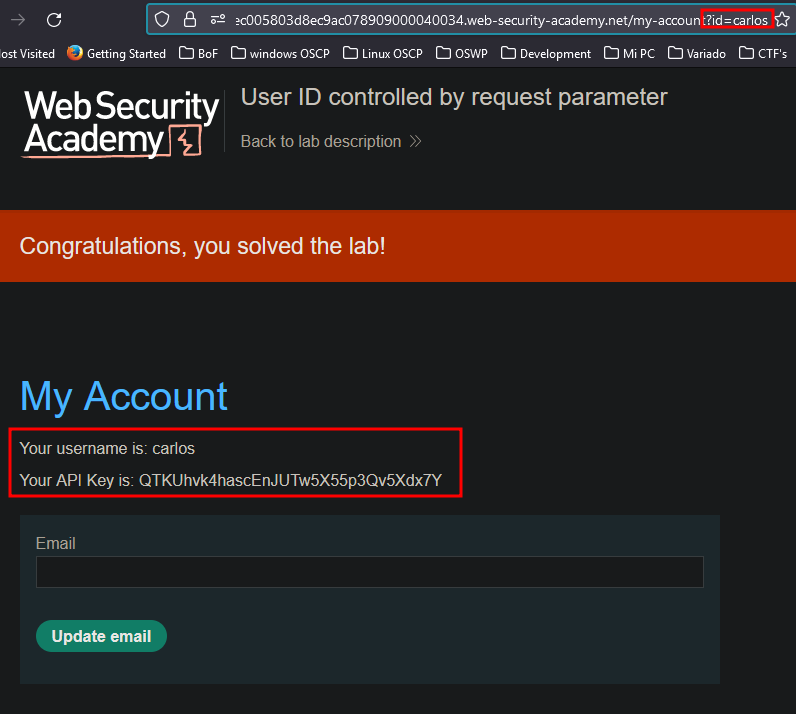 ec005803d8ec9ac078909000040034.web-security-academy.net/my-account?id=carlos
ost Visited Getting Started BoF windows OSCP Linux OSCP OSWP Development Mi PC Variado CTF's
Web Security
Academy
User ID controlled by request parameter
Back to lab description
Congratulations, you solved the lab!
My Account
Your username is: carlos
Your API Key is: QTKUhvk4hascEnJUTw5X55p3Qv5Xdx7Y
Email
Update email